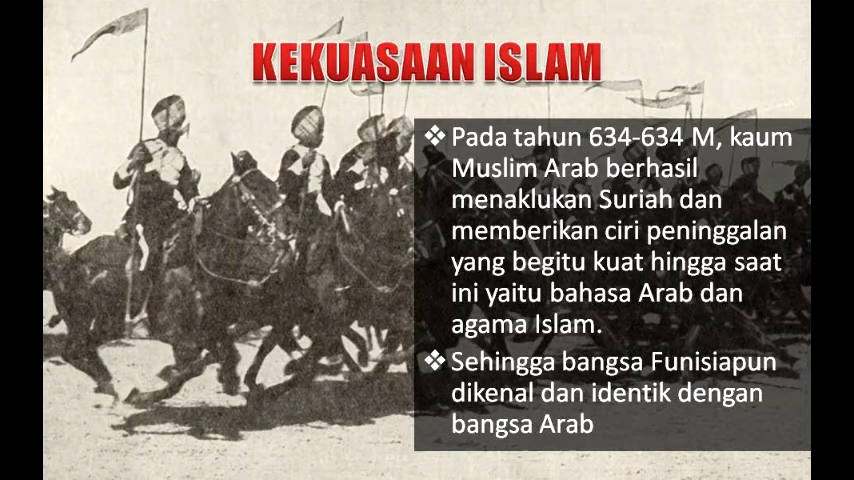 KEKUASAAN ISLAM
❖ Pada tahun 634-634 M, kaum
Muslim Arab berhasil
menaklukan Suriah dan
memberikan ciri peninggalan
yang begitu kuat hingga saat
ini yaitu bahasa Arab dan
agama Islam.
❖ Sehingga bangsa Funisiapun
dikenal dan identik dengan
bangsa Arab